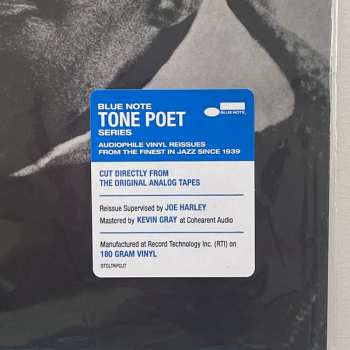 BLUE NOTE
TONE POET
SERIES
BLUE NOTE
AUDIOPHILE VINYL REISSUES
FROM THE FINEST IN JAZZ SINCE 1939
CUT DIRECTLY FROM
THE ORIGINAL ANALOG TAPES
Reissue Supervised by JOE HARLEY
Mastered by KEVIN GRAY at Cohearent Audio
Manufactured at Record Technology Inc. (RTI) on
180 GRAM VINYL